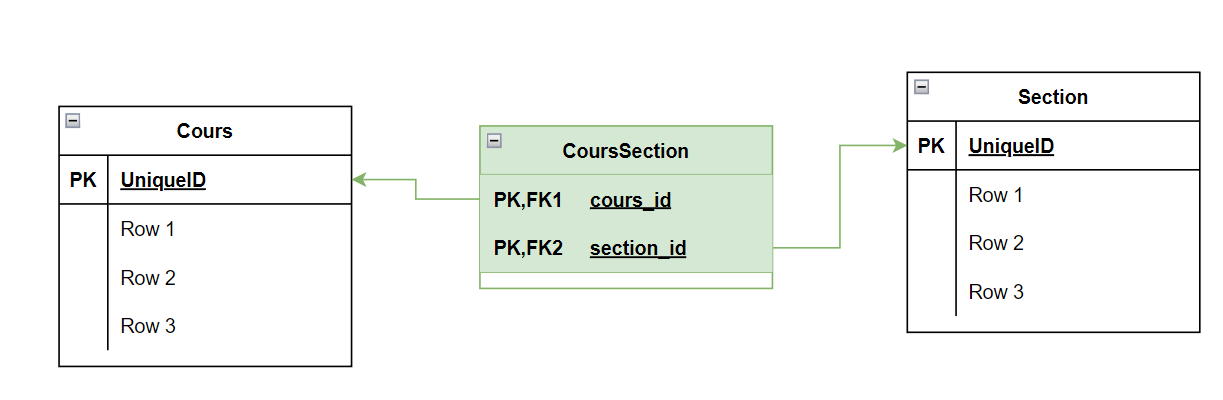 Cours
PK UniqueID
Row 1
Row 2
Row 3
CoursSection
PK,FK1 cours_id
PK,FK2 section_id
Section
PK UniqueID
Row 1
Row 2
Row 3